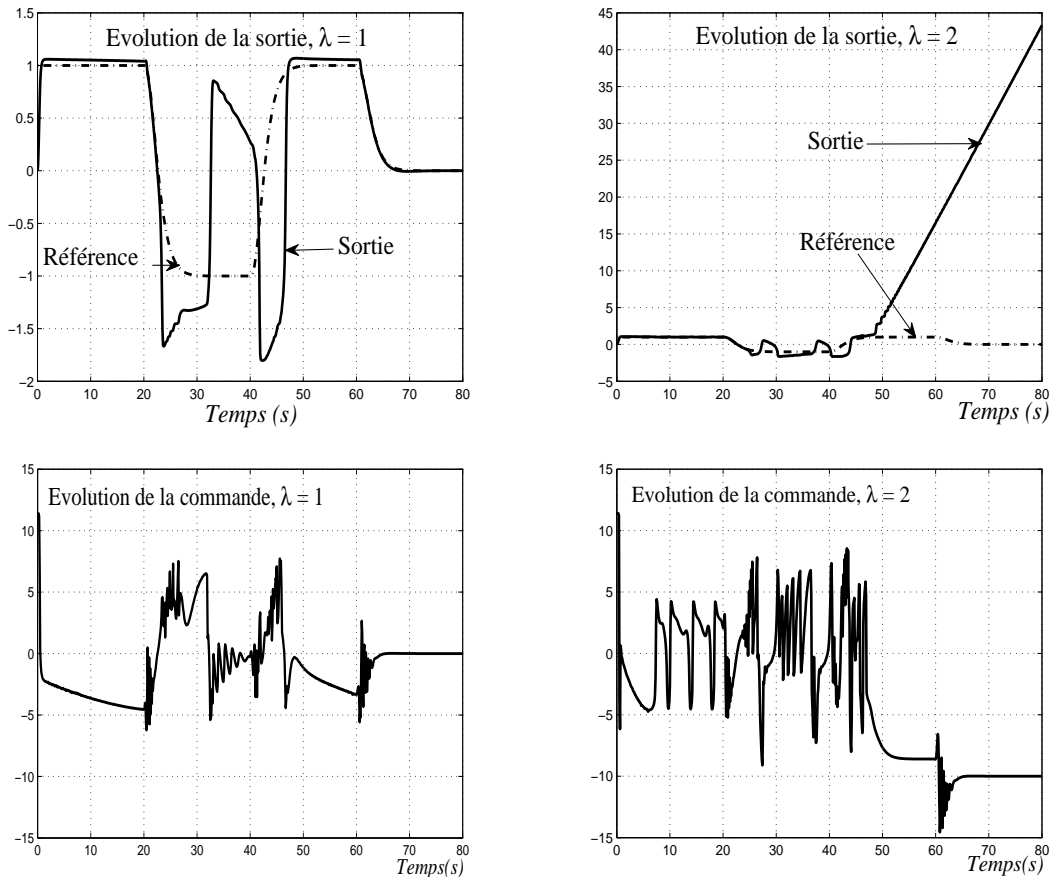 Evolution de la sortie, λ = 1
1.5
1
0.5
0
−0.5
−1
−1.5
−2
Référence
Sortie
0 10 20 30 40 50 60 70 80
Temps (s)
Evolution de la sortie, λ = 2
45
40
35
30
25
20
15
10
5
0
−5
Sortie
Référence
0 10 20 30 40 50 60 70 80
Temps (s)
Evolution de la commande, λ = 1
15
10
5
0
−5
−10
−15
0 10 20 30 40 50 60 70 80
Temps(s)
Evolution de la commande, λ = 2
15
10
5
0
−5
−10
−15
0 10 20 30 40 50 60 70 80
Temps(s)